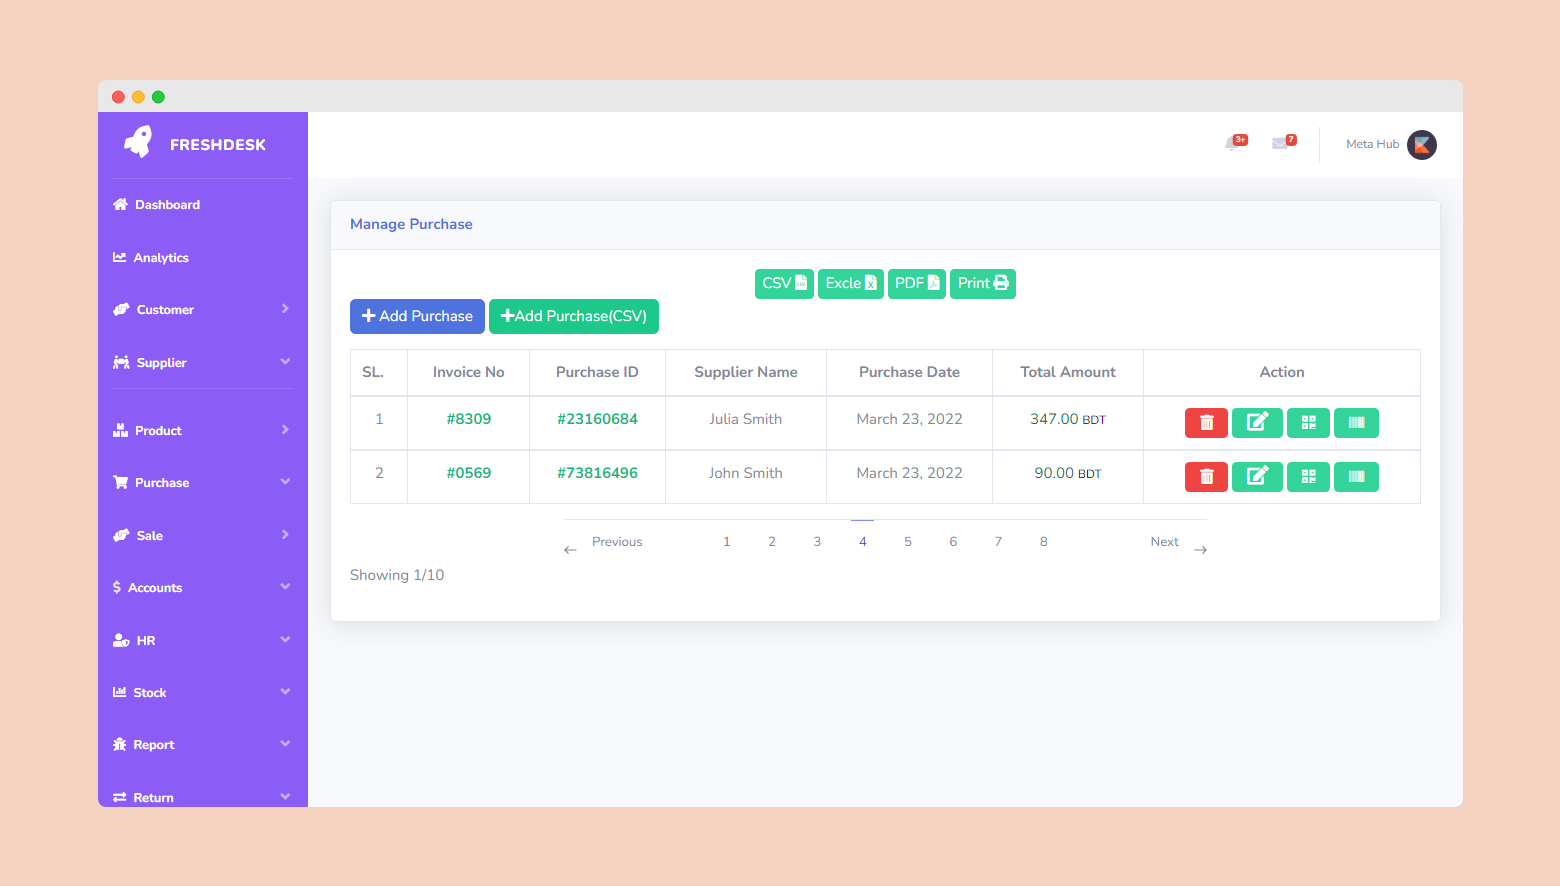 FRESHDESK
3+
7
Meta Hub
Dashboard
Analytics
Customer
Supplier
Product
Purchase
Sale
Accounts
HR
Stock
Report
Return
Manage Purchase
CSV Excle PDF Print
Add Purchase Add Purchase(CSV)
SL. Invoice No Purchase ID Supplier Name Purchase Date Total Amount Action
1 #8309 #23160684 Julia Smith March 23, 2022 347.00 BDT
2 #0569 #73816496 John Smith March 23, 2022 90.00 BDT
Previous 1 2 3 4 5 6 7 8 Next
Showing 1/10